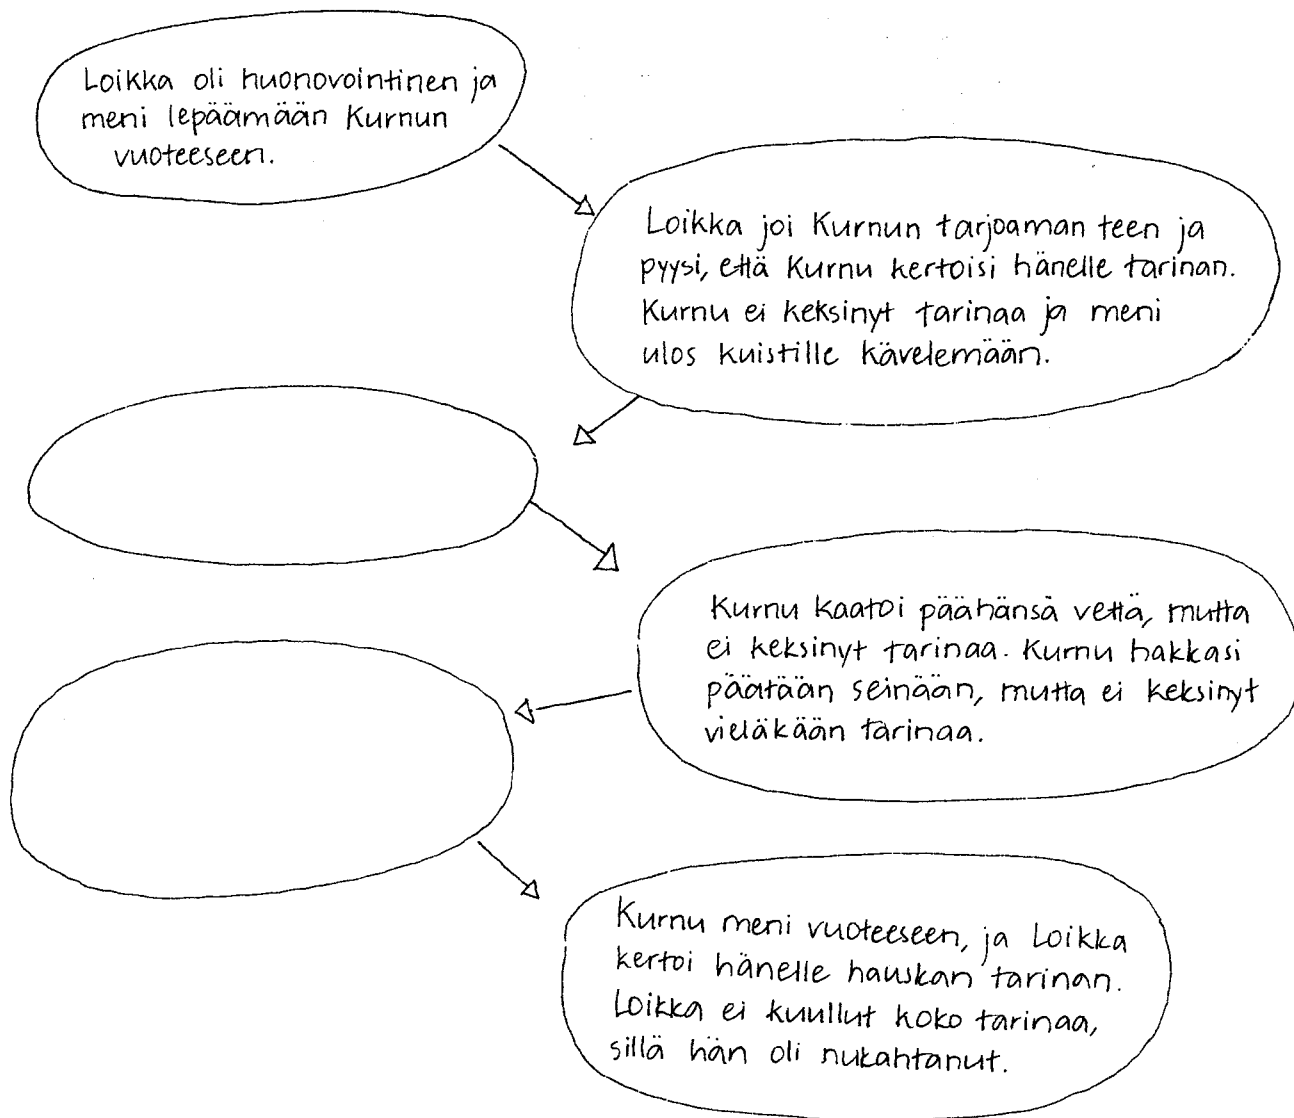 Loikka oli huonovointinen ja
meni lepäämään Kurnun
vuoteeseen.
Loikka joi Kurnun tarjoaman teen ja
pyysi, että Kurnu kertoisi hänelle tarinan.
Kurnu ei keksinyt tarinaa ja meni
ulos kuistille kävelemään.
Kurnu kaatoi päähänsä vettä, mutta
ei keksinyt tarinaa. Kurnu hakkasi
päätään seinään, mutta ei keksinyt
vieläkään tarinaa.
Kurnu meni vuoteeseen, ja Loikka
kertoi hänelle hauskan tarinan.
Loikka ei kuullut koko tarinaa,
sillä hän oli nukahtanut.